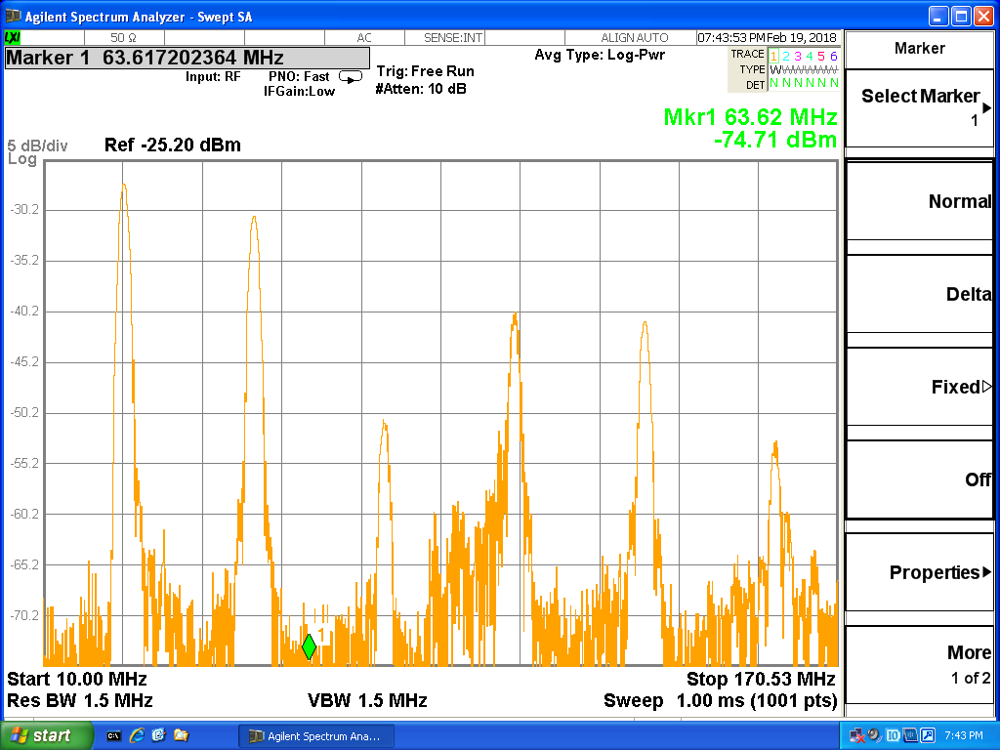 Agilent Spectrum Analyzer - Swept SA
LXI 50 Ω AC SENSE:INT ALIGN AUTO 07:43:53 PM Feb 19, 2018
Marker 1 63.617202364 MHz
Input: RF PNO: Fast
IFGain:Low
Trig: Free Run
#Atten: 10 dB
Avg Type: Log-Pwr
TRACE 1 2 3 4 5 6
TYPE W W W W W W
DET N N N N N N
Mkr1 63.62 MHz
-74.71 dBm
5 dB/div
Log
Ref -25.20 dBm
-30.2
-35.2
-40.2
-45.2
-50.2
-55.2
-60.2
-65.2
-70.2
1
Start 10.00 MHz
Stop 170.53 MHz
Res BW 1.5 MHz
VBW 1.5 MHz
Sweep 1.00 ms (1001 pts)
Marker
Select Marker
1
Normal
Delta
Fixed
Off
Properties
More
1 of 2
start
C:\
Agilent Spectrum Ana...
IO
7:43 PM